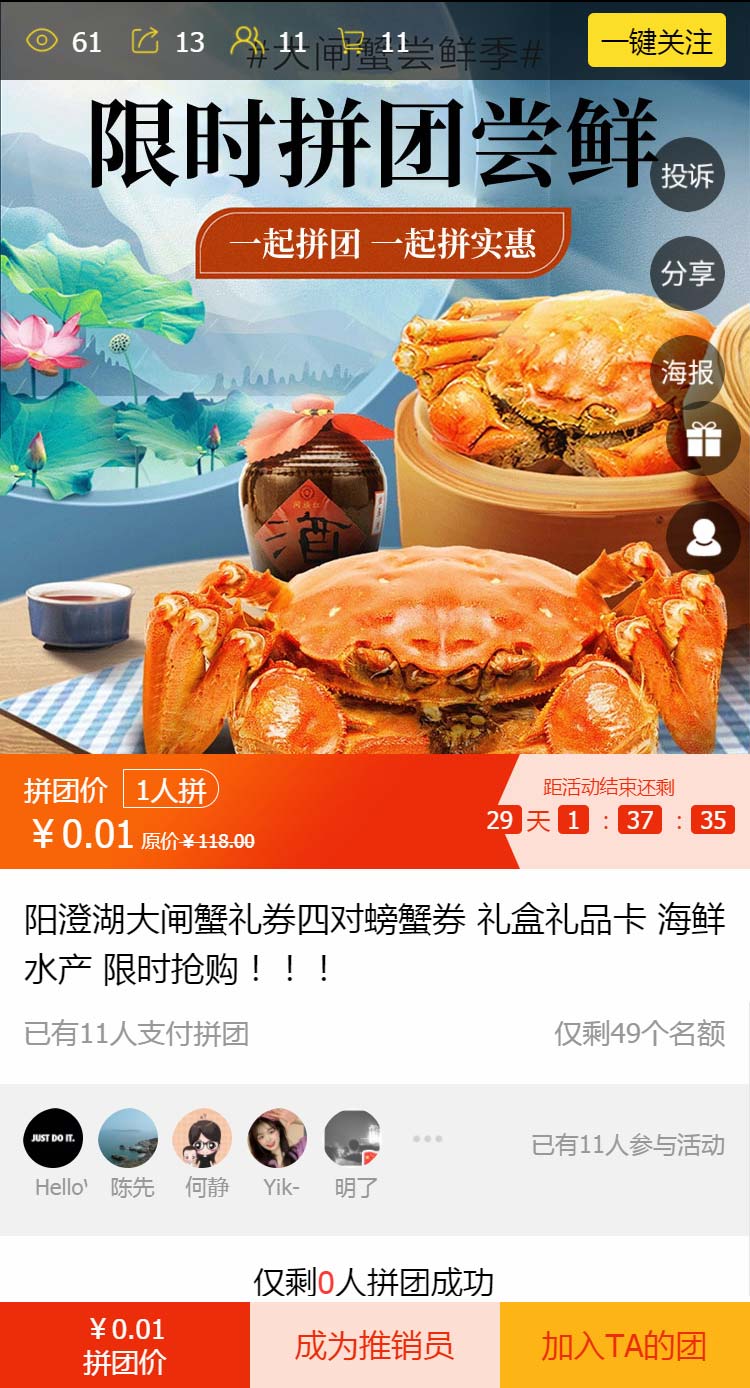 61 13 11 11
一键关注
#大闸蟹尝鲜季#
限时拼团尝鲜
投诉
一起拼团 一起拼实惠
分享
海报
酒
拼团价 1人拼
￥0.01 原价￥118.00
距活动结束还剩
29 天 1 : 37 : 35
阳澄湖大闸蟹礼券四对螃蟹券 礼盒礼品卡 海鲜
水产 限时抢购！！！
已有11人支付拼团
仅剩49个名额
JUST DO IT.
已有11人参与活动
Hello 陈先 何静 Yik- 明了
仅剩0人拼团成功
￥0.01
拼团价
成为推销员
加入TA的团